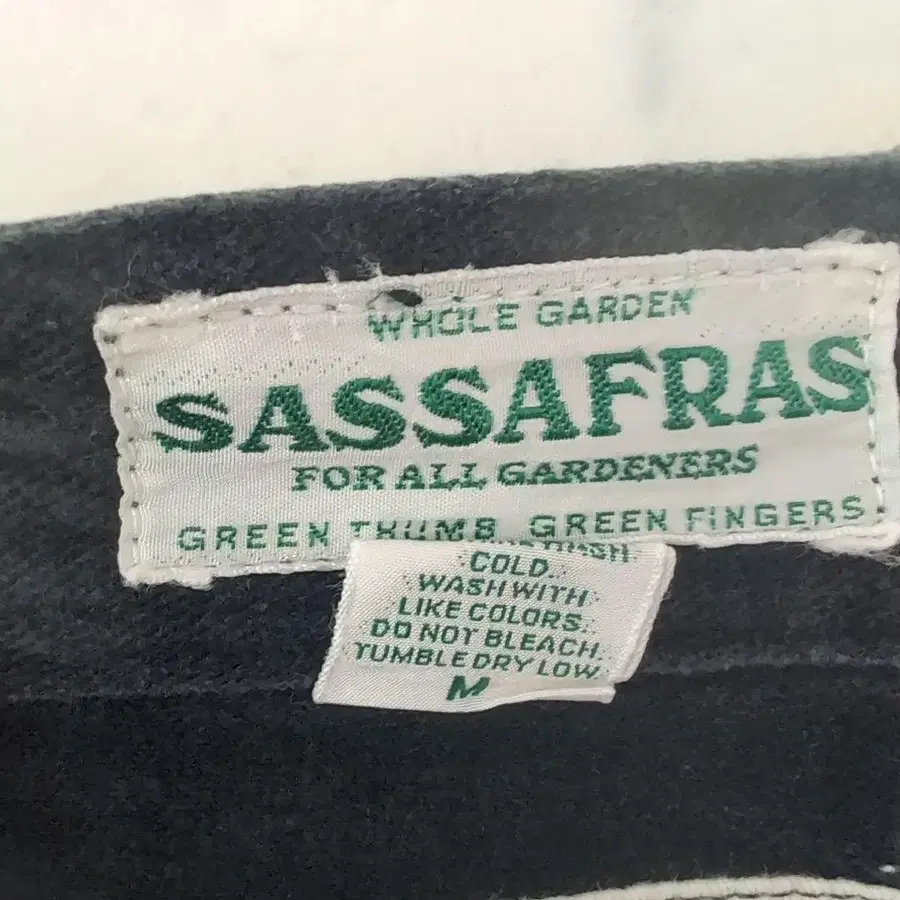 WHOLE GARDEN
SASSAFRAS
FOR ALL GARDENERS
GREEN THUMB GREEN FINGERS
COLD.
WASH WITH
LIKE COLORS.
DO NOT BLEACH.
TUMBLE DRY LOW.
M